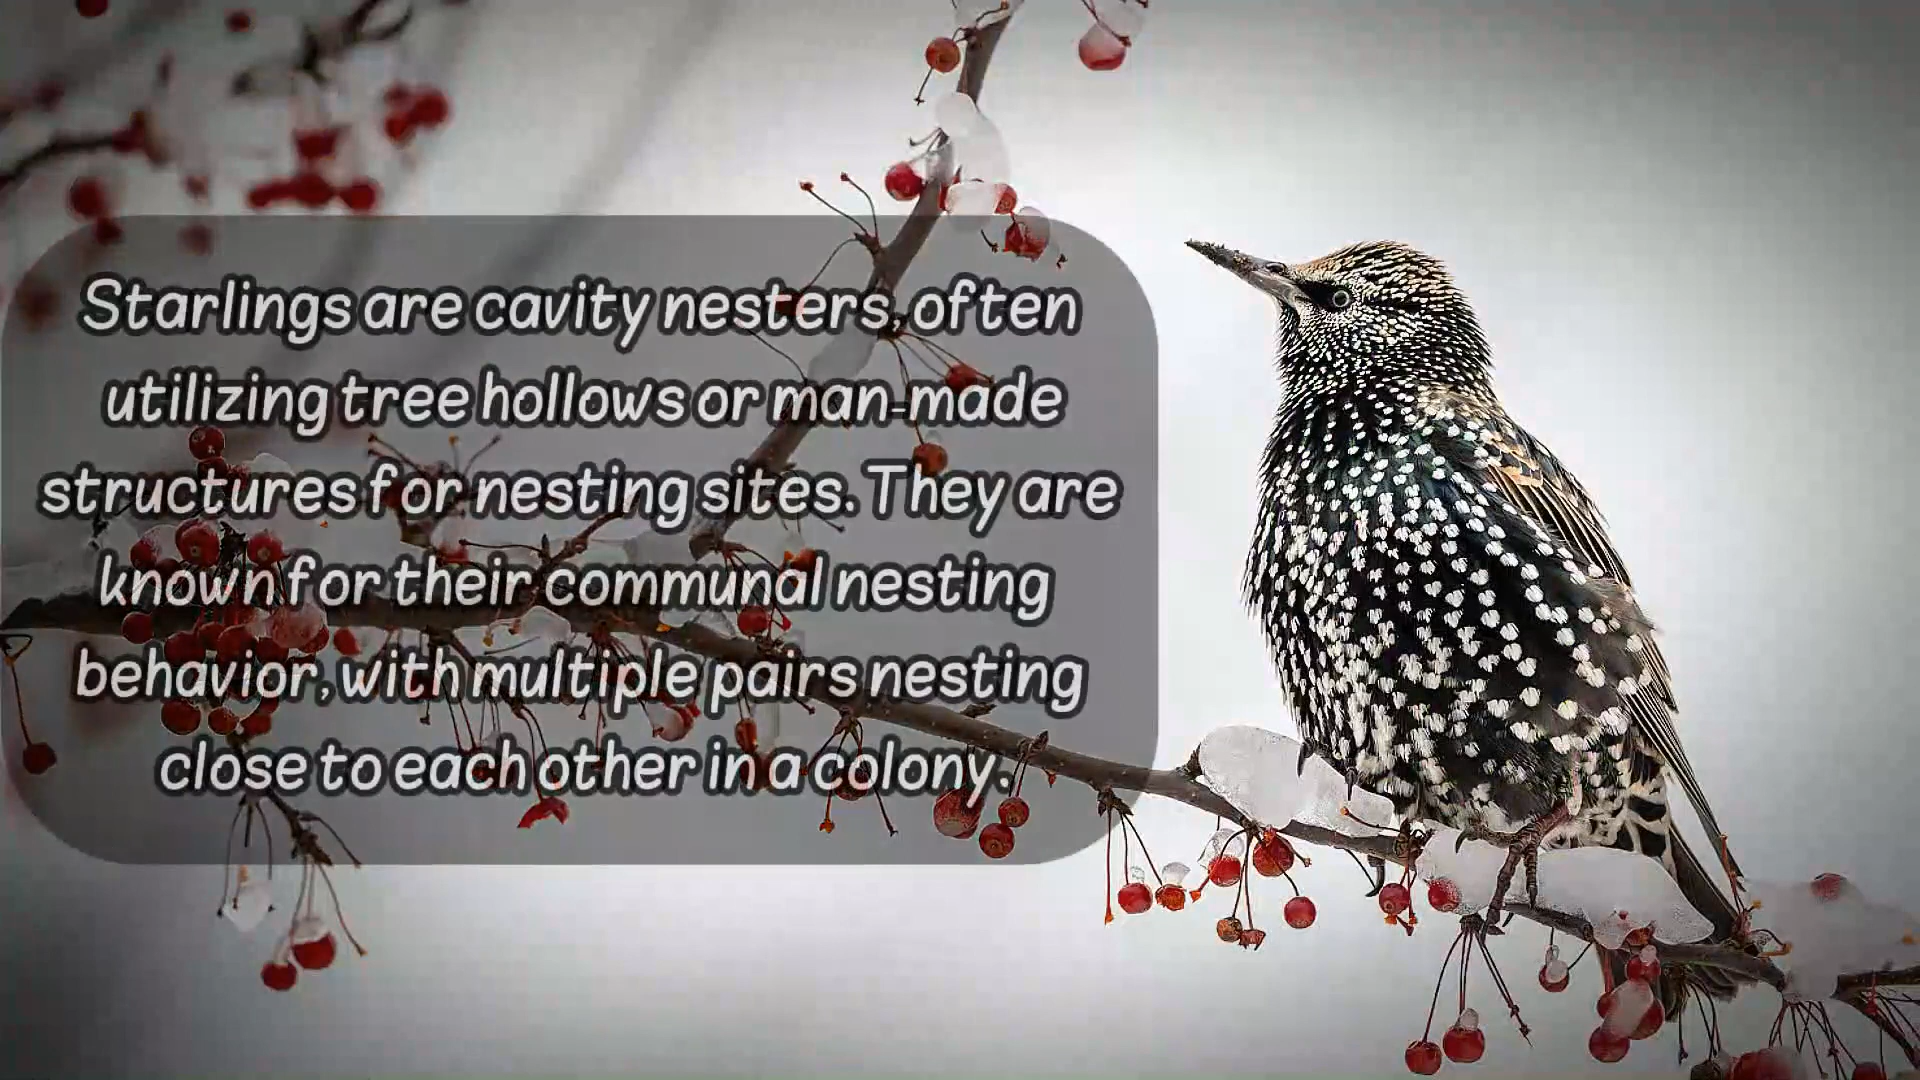 Starlings are cavity nesters, often
utilizing tree hollows or man-made
structures for nesting sites. They are
known for their communal nesting
behavior, with multiple pairs nesting
close to each other in a colony.